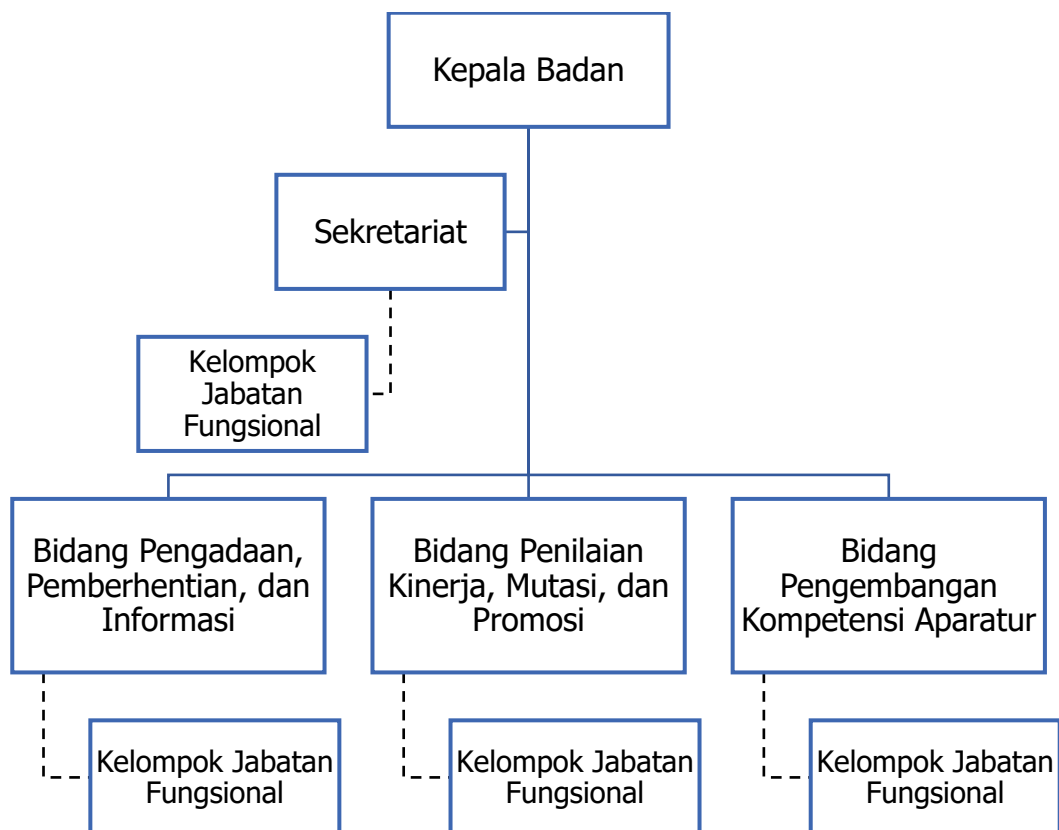 Kepala Badan
Sekretariat
Kelompok
Jabatan
Fungsional
Bidang Pengadaan,
Pemberhentian, dan
Informasi
Bidang Penilaian
Kinerja, Mutasi, dan
Promosi
Bidang
Pengembangan
Kompetensi Aparatur
Kelompok Jabatan
Fungsional
Kelompok Jabatan
Fungsional
Kelompok Jabatan
Fungsional